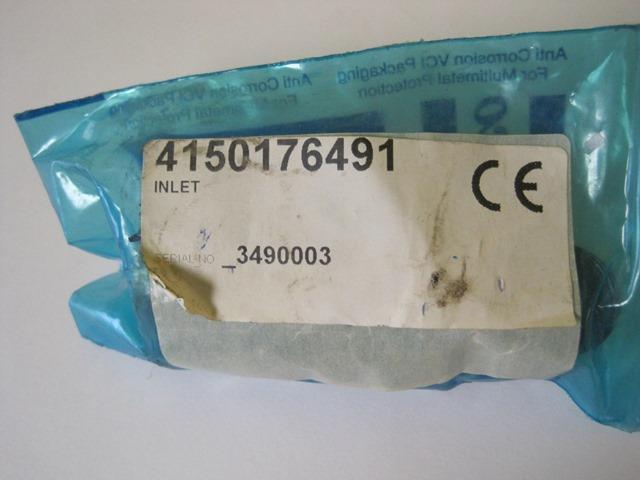 Anti Corrosion VCI Packaging
For Multimetal Protection
Anti Corrosion VCI Packaging
For Multimetal Protection
4150176491
INLET
CE
SERIAL-NO _3490003